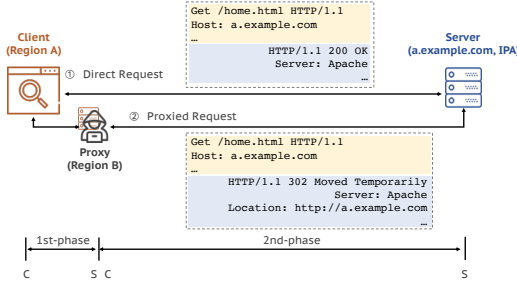 Get /home.html HTTP/1.1
Host: a.example.com
…
HTTP/1.1 200 OK
Server: Apache
…
Client
(Region A)
Server
(a.example.com, IPA)
① Direct Request
② Proxied Request
Proxy
(Region B)
Get /home.html HTTP/1.1
Host: a.example.com
…
HTTP/1.1 302 Moved Temporarily
Server: Apache
Location: http://a.example.com
…
1st-phase
2nd-phase
C
S C
S